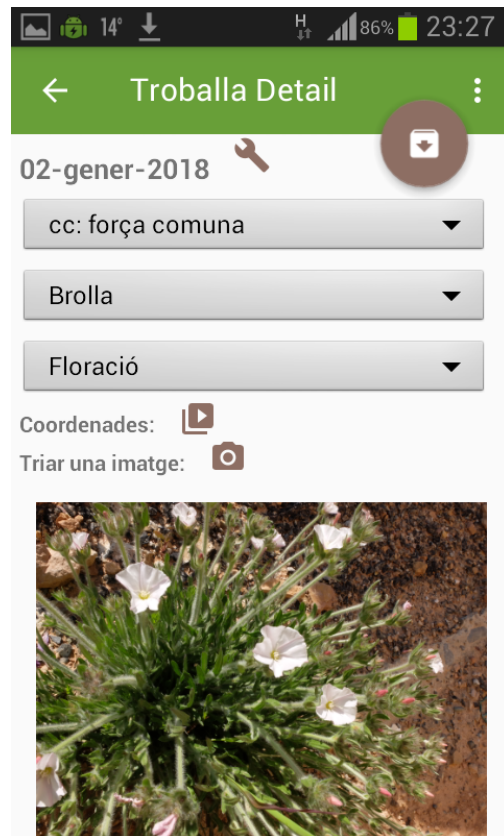 14° H 86% 23:27
Troballa Detail
02-gener-2018
cc: força comuna
Brolla
Floració
Coordenades:
Triar una imatge: